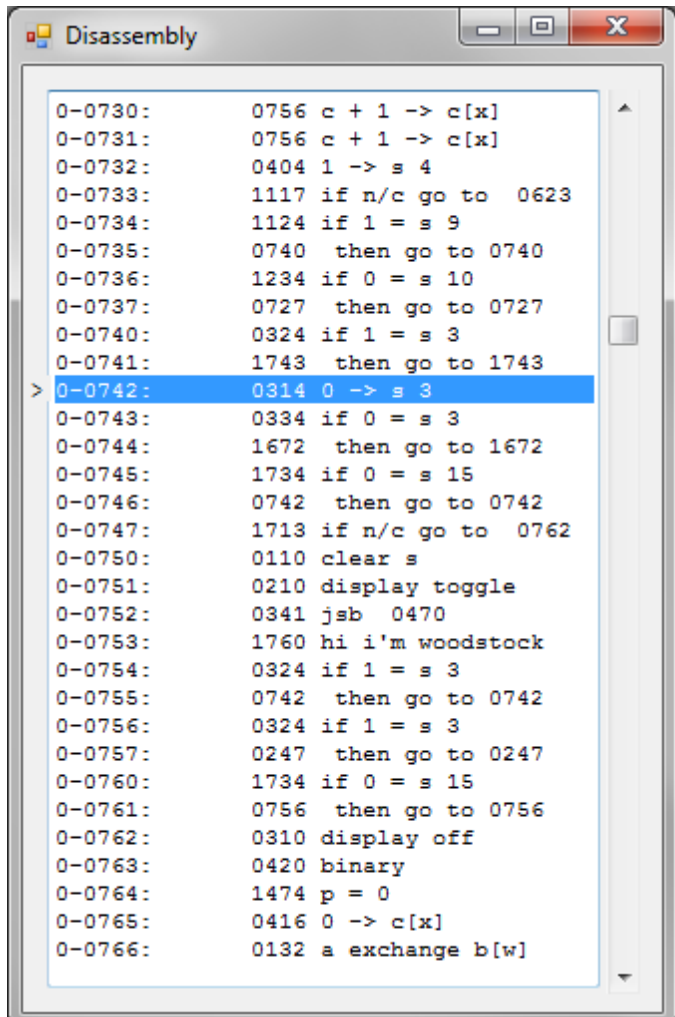 Disassembly
0-0730: 0756 c + 1 -> c[x]
0-0731: 0756 c + 1 -> c[x]
0-0732: 0404 1 -> s 4
0-0733: 1117 if n/c go to 0623
0-0734: 1124 if 1 = s 9
0-0735: 0740 then go to 0740
0-0736: 1234 if 0 = s 10
0-0737: 0727 then go to 0727
0-0740: 0324 if 1 = s 3
0-0741: 1743 then go to 1743
> 0-0742: 0314 0 -> s 3
0-0743: 0334 if 0 = s 3
0-0744: 1672 then go to 1672
0-0745: 1734 if 0 = s 15
0-0746: 0742 then go to 0742
0-0747: 1713 if n/c go to 0762
0-0750: 0110 clear s
0-0751: 0210 display toggle
0-0752: 0341 jsb 0470
0-0753: 1760 hi i'm woodstock
0-0754: 0324 if 1 = s 3
0-0755: 0742 then go to 0742
0-0756: 0324 if 1 = s 3
0-0757: 0247 then go to 0247
0-0760: 1734 if 0 = s 15
0-0761: 0756 then go to 0756
0-0762: 0310 display off
0-0763: 0420 binary
0-0764: 1474 p = 0
0-0765: 0416 0 -> c[x]
0-0766: 0132 a exchange b[w]